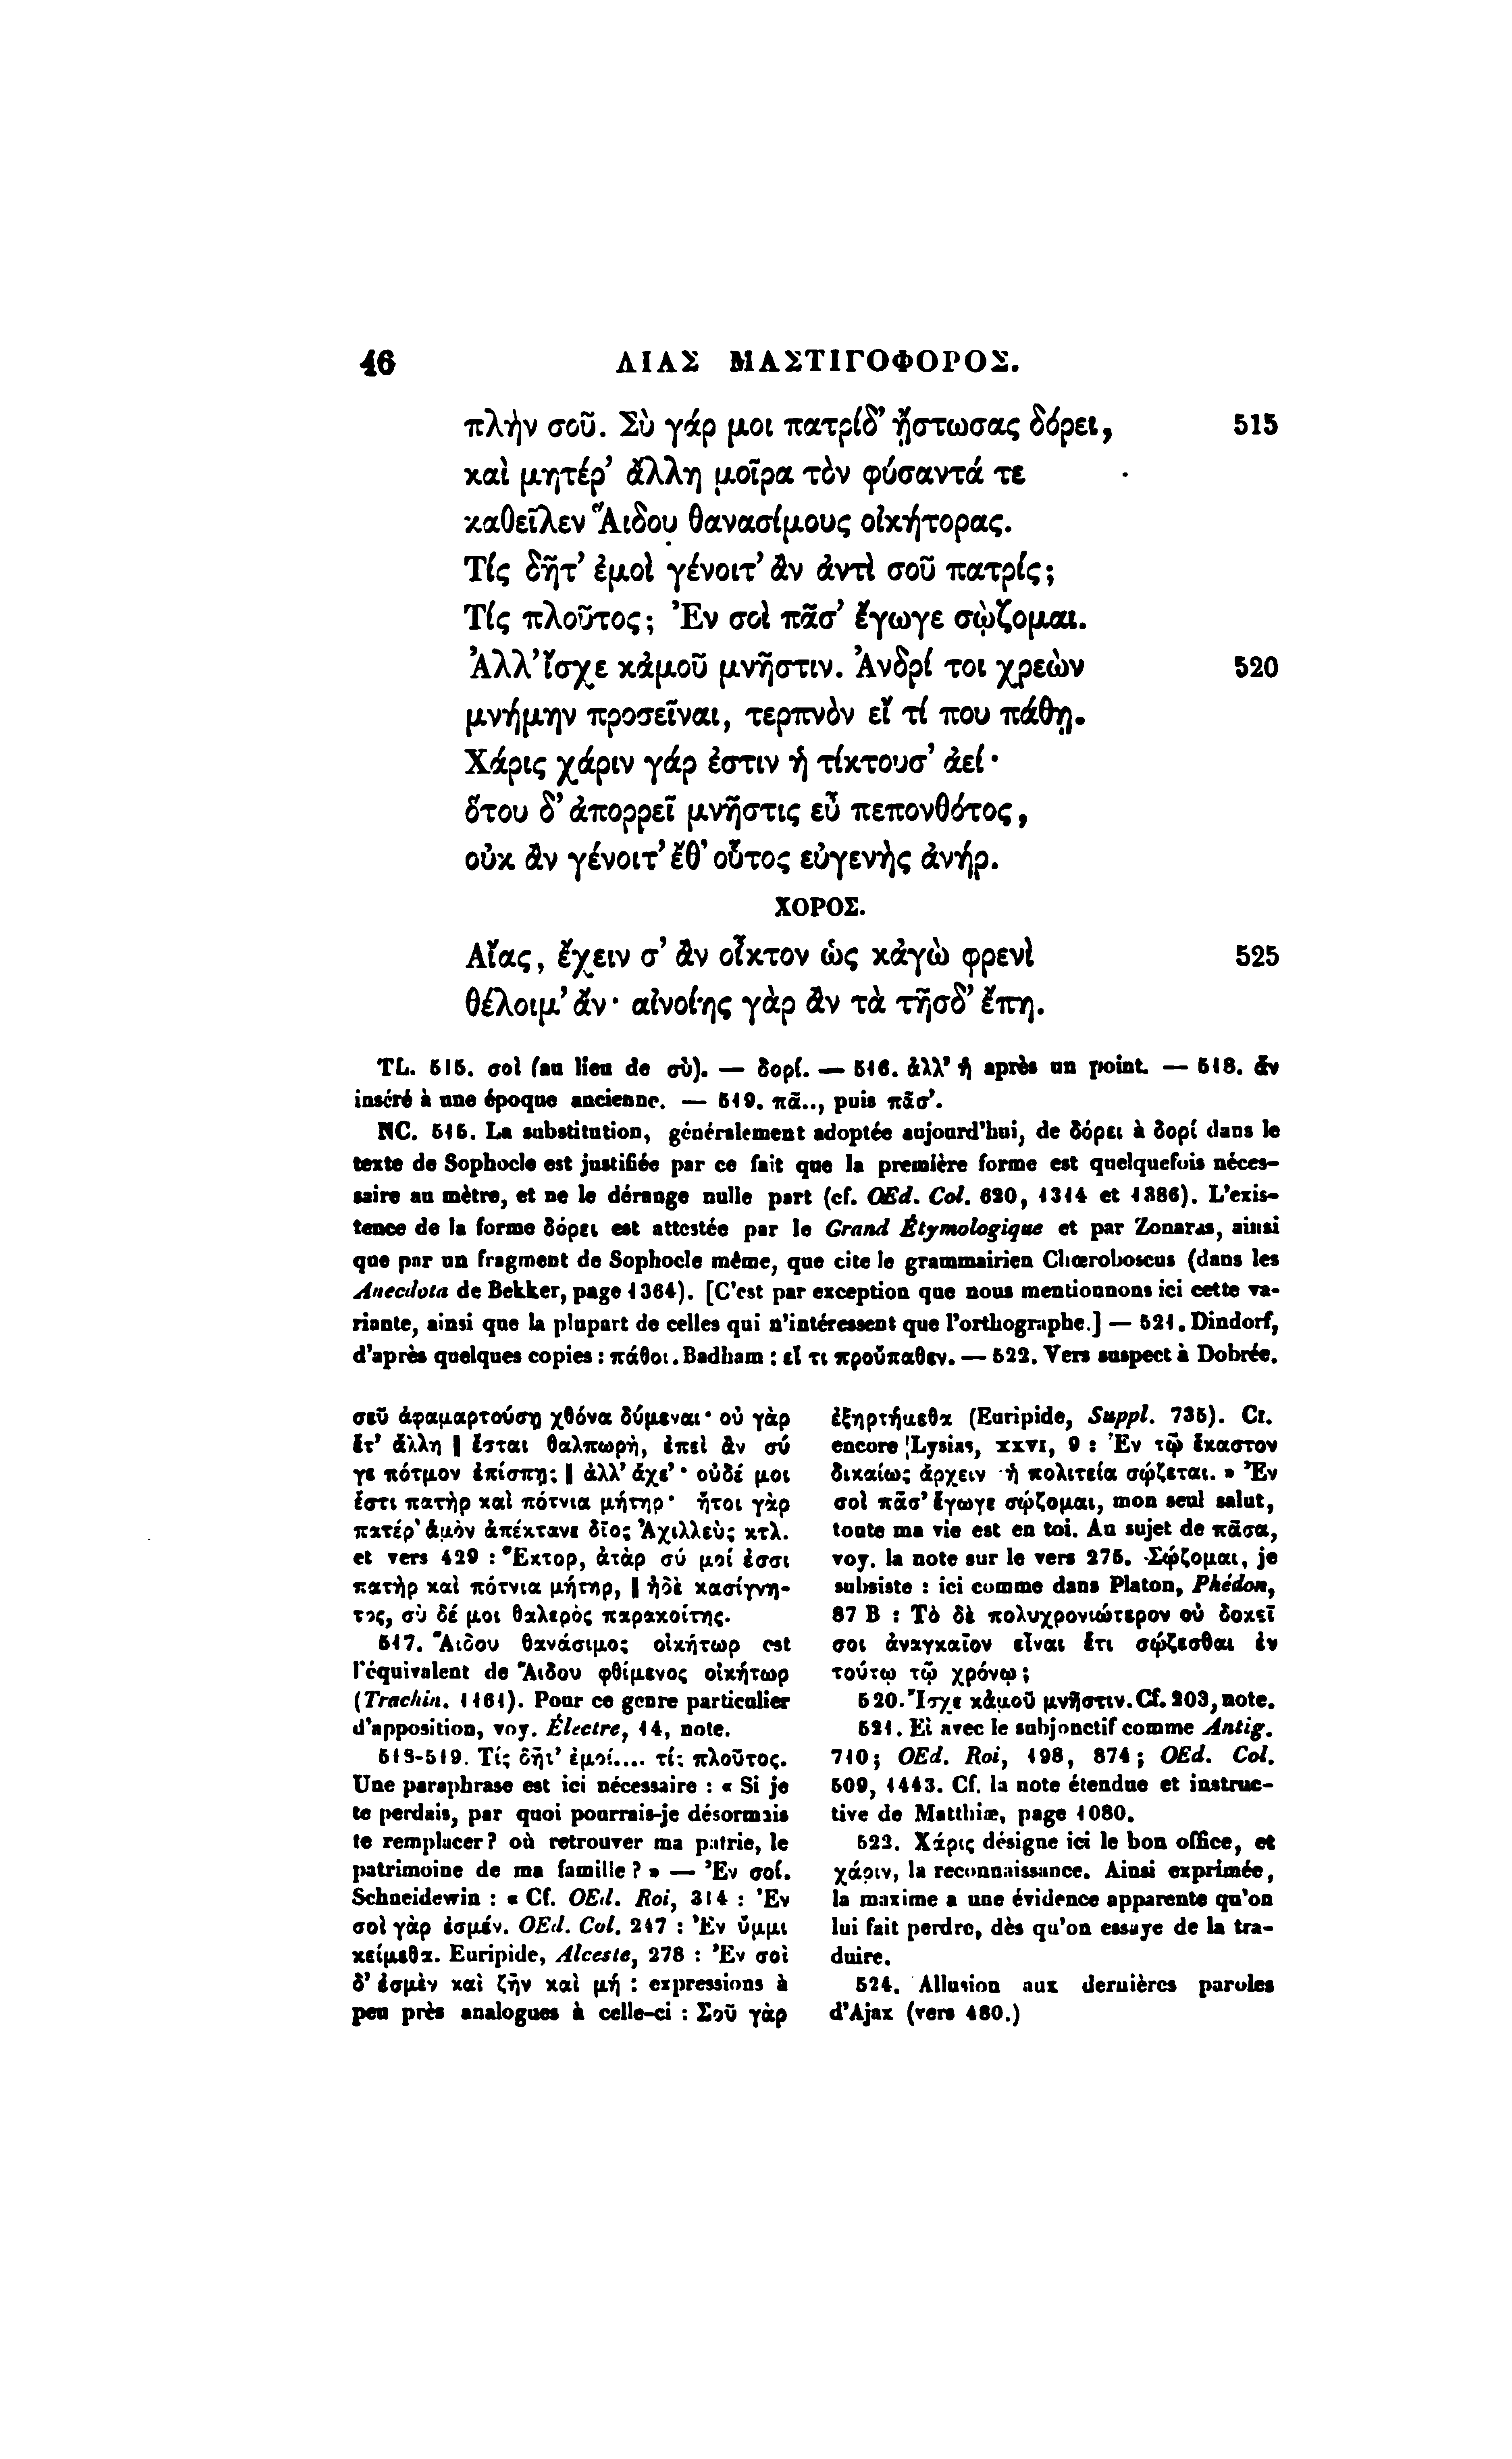 46 ΑΙΑΣ ΜΑΣΤΙΓΟΦΟΡΟΣ.
πλὴν σοῦ. Σὺ γάρ μοι πατρίδ’ ᾔστωσας δόρει, 515
καὶ μητέρ’ ἄλλη μοῖρα τὸν φύσαντά τε
καθεῖλεν Ἅιδου θανασίμους οἰκήτορας.
Τίς δῆτ’ ἐμοὶ γένοιτ’ ἂν ἀντὶ σοῦ πατρίς;
Τίς πλοῦτος; Ἐν σοὶ πᾶσ’ ἔγωγε σῴζομαι.
Ἀλλ’ ἴσχε κἀμοῦ μνῆστιν. Ἀνδρί τοι χρεὼν 520
μνήμην προσεῖναι, τερπνὸν εἴ τί που πάθῃ.
Χάρις χάριν γάρ ἐστιν ἡ τίκτουσ’ ἀεί·
ὅτου δ’ ἀπορρεῖ μνῆστις εὖ πεπονθότος,
οὐκ ἂν γένοιτ’ ἔθ’ οὗτος εὐγενὴς ἀνήρ.
ΧΟΡΟΣ.
Αἴας, ἔχειν σ’ ἂν οἶκτον ὡς κἀγὼ φρενὶ 525
θέλοιμ’ ἄν· αἰνοίης γὰρ ἂν τὰ τῆσδ’ ἔπη.
TL. 515. σοὶ (au lieu de σὺ). — δορί. — 516. ἀλλ’ ἡ après un point. — 518. ἄν
inséré à une époque ancienne. — 519. πᾶ.., puis πᾶσ’.
NC. 515. La substitution, généralement adoptée aujourd’hui, de δόρει à δορί dans le
texte de Sophocle est justifiée par ce fait que la première forme est quelquefois néces-
saire au mètre, et ne le dérange nulle part (cf. OEd. Col. 620, 1314 et 1386). L’exis-
tence de la forme δόρει est attestée par le Grand Étymologique et par Zonaras, ainsi
que par un fragment de Sophocle même, que cite le grammairien Chœroboscus (dans les
Anecdota de Bekker, page 1364). [C’est par exception que nous mentionnons ici cette va-
riante, ainsi que la plupart de celles qui n’intéressent que l’orthographe.] — 521. Dindorf,
d’après quelques copies : πάθοι. Badham : εἴ τι προὔπαθεν. — 522. Vers suspect à Dobrée.
σεῦ ἀφαμαρτούσῃ χθόνα δύμεναι· οὐ γὰρ
ἔτ’ ἄλλη || ἔσται θαλπωρὴ, ἐπεὶ ἂν σύ
γε πότμον ἐπίσπῃς || ἀλλ’ ἄχε’· οὐδέ μοι
ἔστι πατὴρ καὶ πότνια μήτηρ· ἤτοι γὰρ
πατέρ’ ἁμὸν ἀπέκτανε δῖος Ἀχιλλεὺς κτλ.
et vers 429 : Ἕκτορ, ἀτὰρ σύ μοί ἐσσι
πατὴρ καὶ πότνια μήτηρ, || ἠδὲ κασίγνη-
τος, σὺ δέ μοι θαλερὸς παρακοίτης.
517. Ἅιδου θανάσιμος οἰκήτωρ est
l’équivalent de Ἅιδου φθίμενος οἰκήτωρ
(Trachin. 1161). Pour ce genre particulier
d’apposition, voy. Électre, 14, note.
518-519. Τίς δῆτ’ ἐμοί.... τίς πλοῦτος.
Une paraphrase est ici nécessaire : « Si je
te perdais, par quoi pourrais-je désormais
te remplacer ? où retrouver ma patrie, le
patrimoine de ma famille ? » — Ἐν σοί.
Schneidewin : « Cf. OEd. Roi, 314 : Ἐν
σοὶ γὰρ ἐσμέν. OEd. Col. 247 : Ἐν ὔμμι
κείμεθα. Euripide, Alceste, 278 : Ἐν σοὶ
δ’ ἐσμὲν καὶ ζῆν καὶ μή : expressions à
peu près analogues à celle-ci : Σοῦ γὰρ
ἐξηρτήμεθα (Euripide, Suppl. 735). Cf.
encore Lysias, XXVI, 9 : Ἐν τῷ ἕκαστον
δικαίως ἄρχειν ἡ πολιτεία σῴζεται. » Ἐν
σοὶ πᾶσ’ ἔγωγε σῴζομαι, mon seul salut,
toute ma vie est en toi. Au sujet de πᾶσα,
voy. la note sur le vers 275. Σῴζομαι, je
subsiste : ici comme dans Platon, Phédon,
87 B : Τὸ δὲ πολυχρονιώτερον οὐ δοκεῖ
σοι ἀναγκαῖον εἶναι ἔτι σῴζεσθαι ἐν
τούτῳ τῷ χρόνῳ;
520. Ἴσχε κἀμοῦ μνῆστιν. Cf. 203, note.
521. Εἰ avec le subjonctif comme Antig.
710; OEd. Roi, 198, 874; OEd. Col.
509, 1443. Cf. la note étendue et instruc-
tive de Matthiæ, page 1080.
522. Χάρις désigne ici le bon office, et
χάριν, la reconnaissance. Ainsi exprimée,
la maxime a une évidence apparente qu’on
lui fait perdre, dès qu’on essaye de la tra-
duire.
524. Allusion aux dernières paroles
d’Ajax (vers 480.)